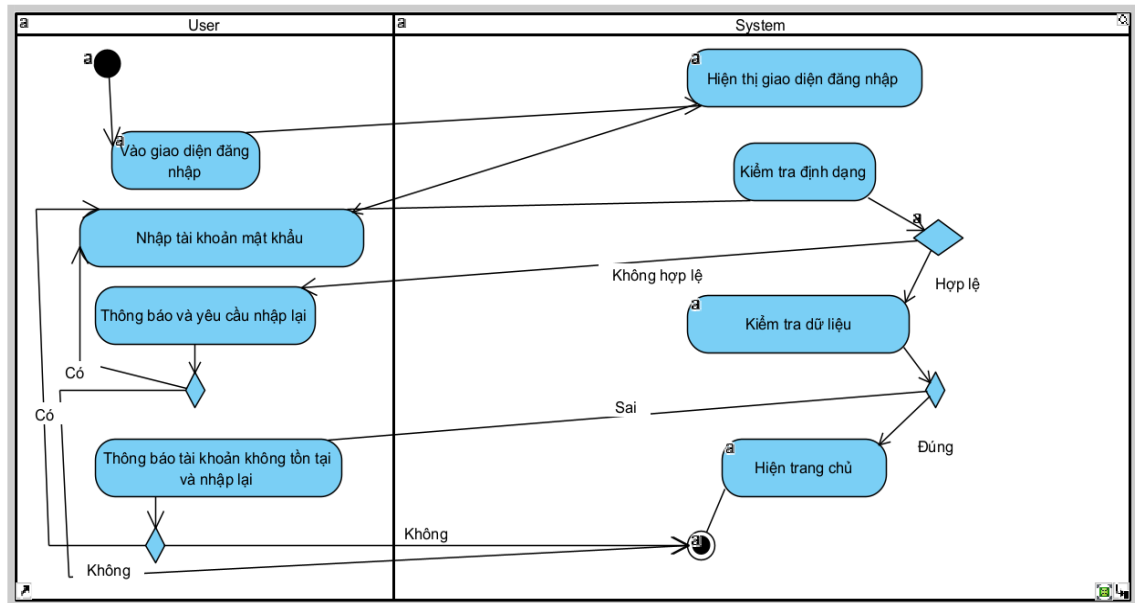 a
User
a
System
a
a
Hiện thị giao diện đăng nhập
a
Vào giao diện đăng
nhập
Kiểm tra định dạng
a
Nhập tài khoản mật khẩu
Không hợp lệ
Hợp lệ
a
Thông báo và yêu cầu nhập lại
Kiểm tra dữ liệu
Có
Có
Sai
a
Đúng
Thông báo tài khoản không tồn tại
và nhập lại
Hiện trang chủ
Không
a
Không